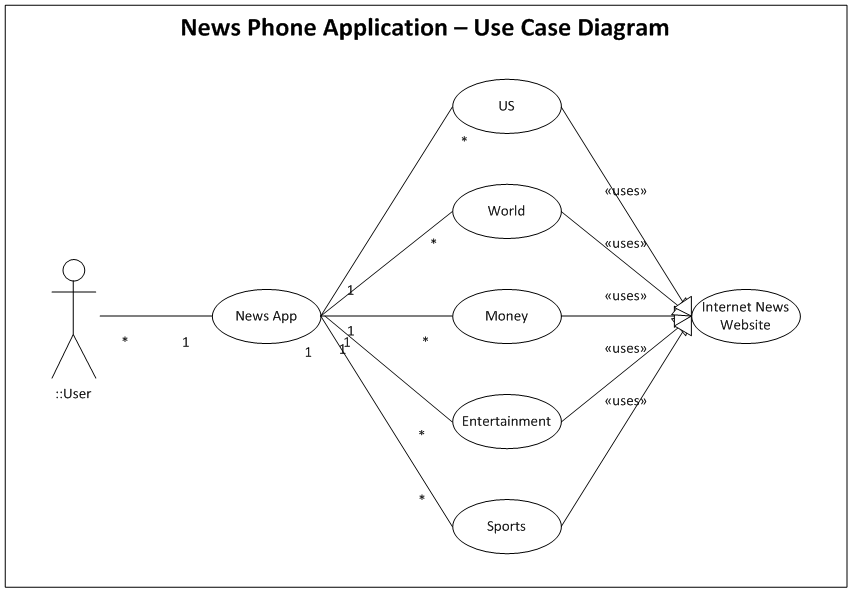 News Phone Application – Use Case Diagram
US
*
«uses»
World
*
«uses»
1
News App
Money
«uses»
Internet News
Website
*
1
1
1
1
1
*
«uses»
::User
Entertainment
*
«uses»
*
Sports